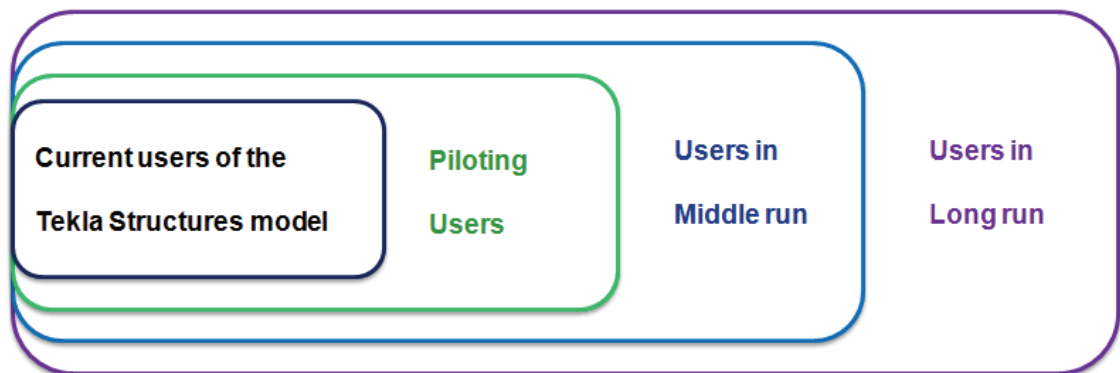 Current users of the
Tekla Structures model
Piloting
Users
Users in
Middle run
Users in
Long run